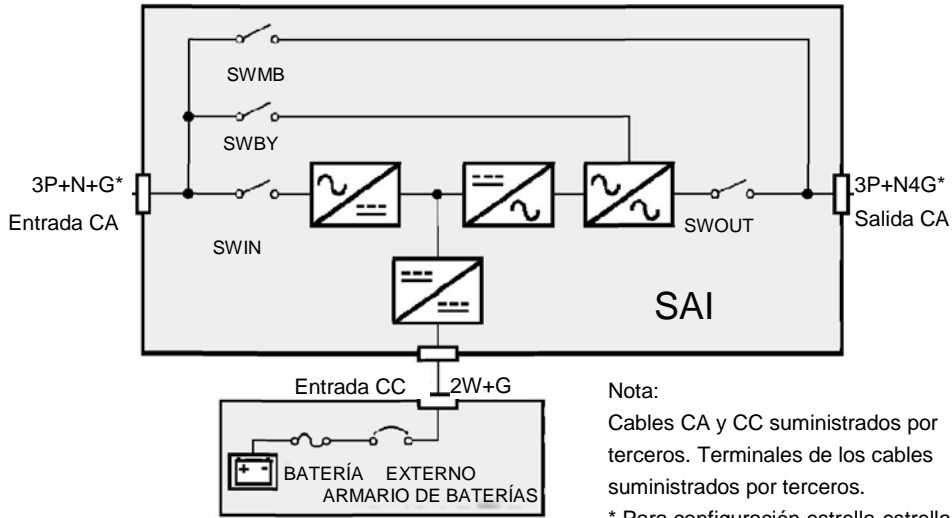 SWMB
SWBY
3P+N+G*
Entrada CA
SWIN
SWOUT
3P+N4G*
Salida CA
SAI
Entrada CC
2W+G
BATERÍA EXTERNO
ARMARIO DE BATERÍAS
Nota:
Cables CA y CC suministrados por
terceros. Terminales de los cables
suministrados por terceros.
* Para configuración estrella-estrella